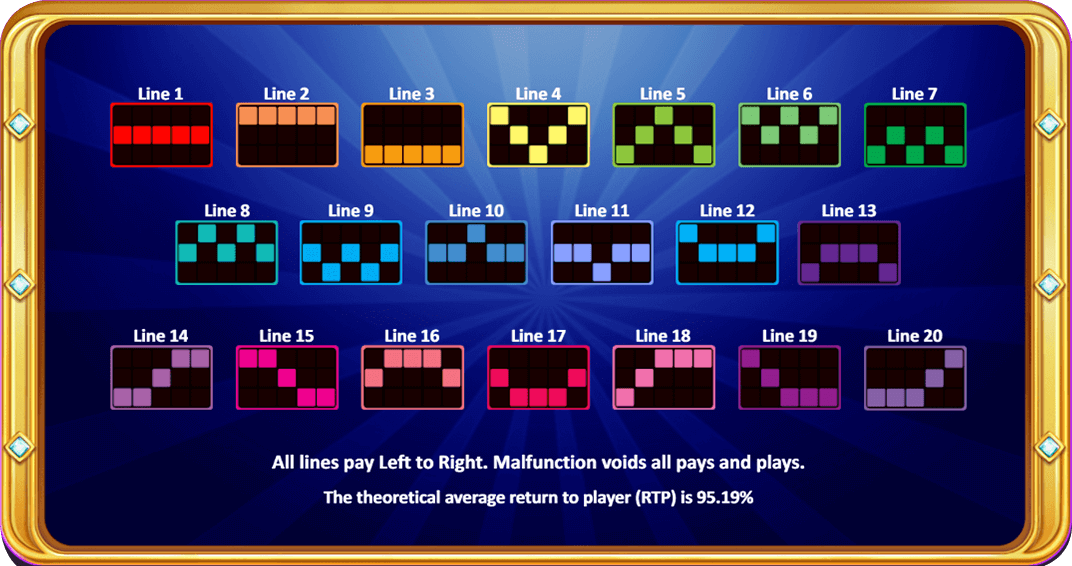 Line 1 Line 2 Line 3 Line 4 Line 5 Line 6 Line 7
Line 8 Line 9 Line 10 Line 11 Line 12 Line 13
Line 14 Line 15 Line 16 Line 17 Line 18 Line 19 Line 20
All lines pay Left to Right. Malfunction voids all pays and plays.
The theoretical average return to player (RTP) is 95.19%